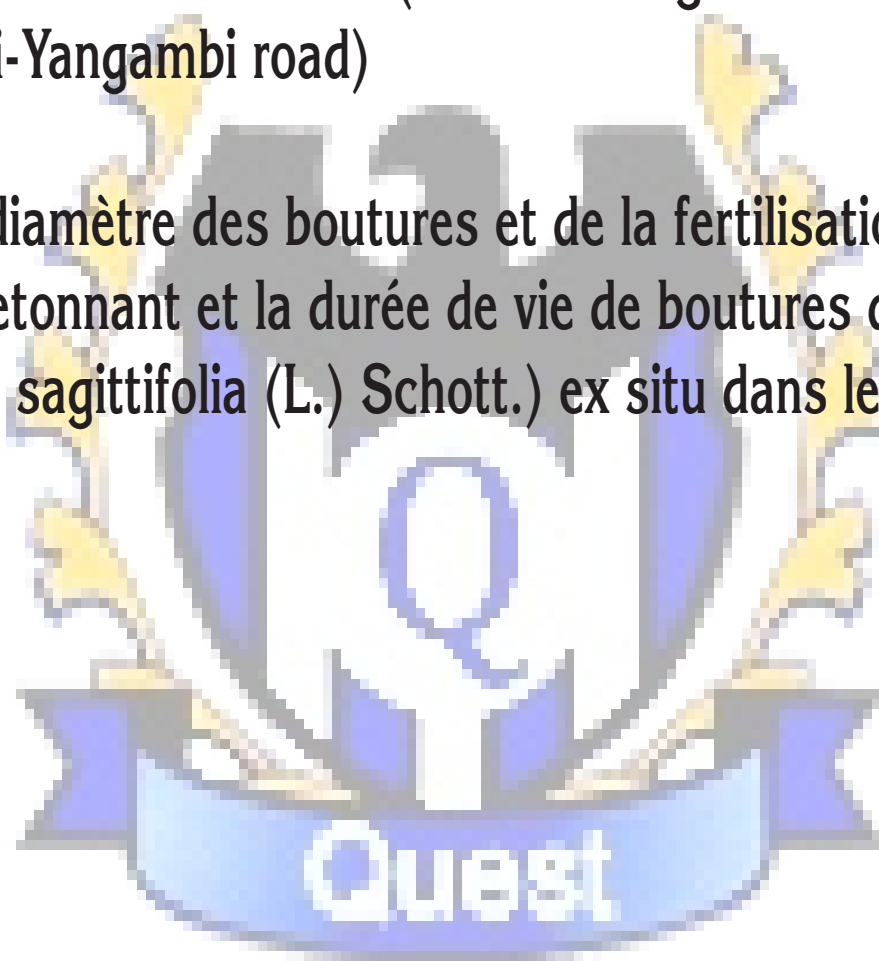 i-Yangambi road)
diamètre des boutures et de la fertilisatio
etonnant et la durée de vie de boutures d
sagittifolia (L.) Schott.) ex situ dans le
Q
Quest